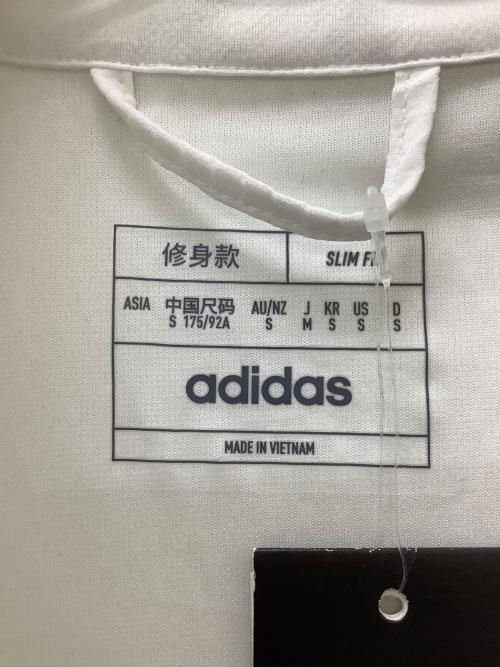 修身款 SLIM
ASIA 中国尺码 AU/NZ J KR US D
S 175/92A S M S S S
adidas
MADE IN VIETNAM